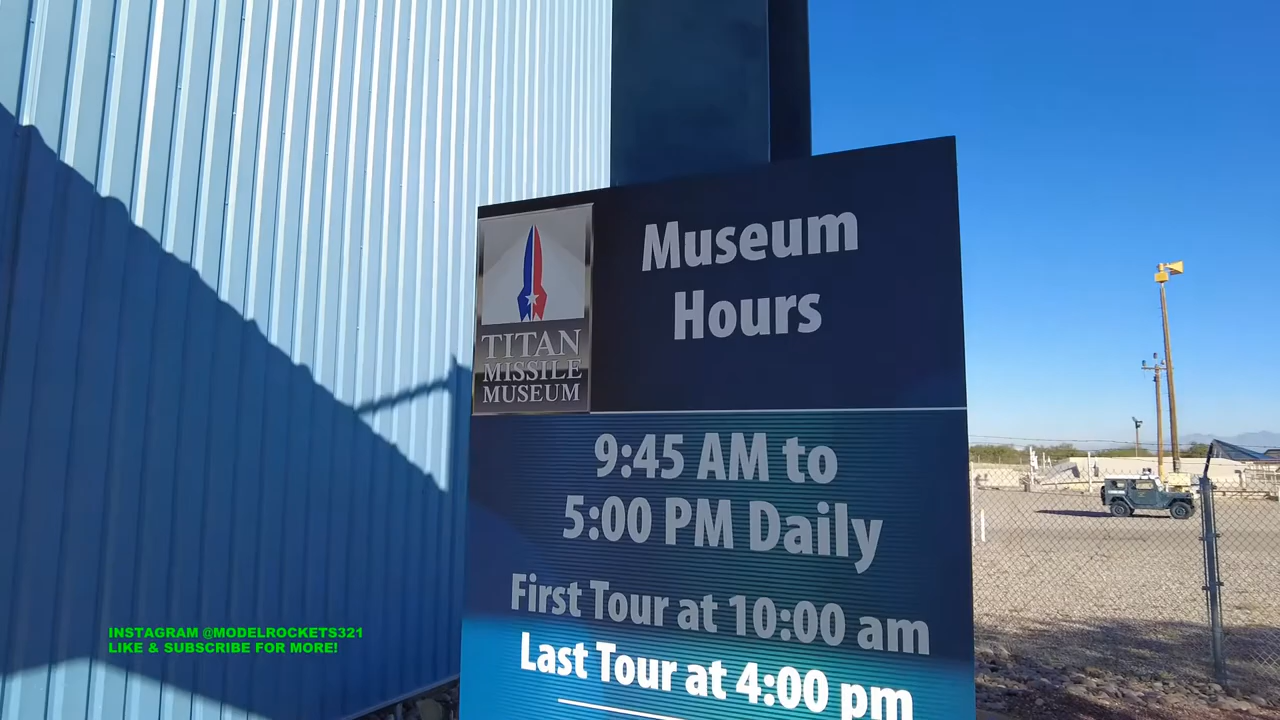 Museum
Hours
TITAN
MISSILE
MUSEUM
9:45 AM to
5:00 PM Daily
First Tour at 10:00 am
Last Tour at 4:00 pm
INSTAGRAM @MODELROCKETS321
LIKE & SUBSCRIBE FOR MORE!